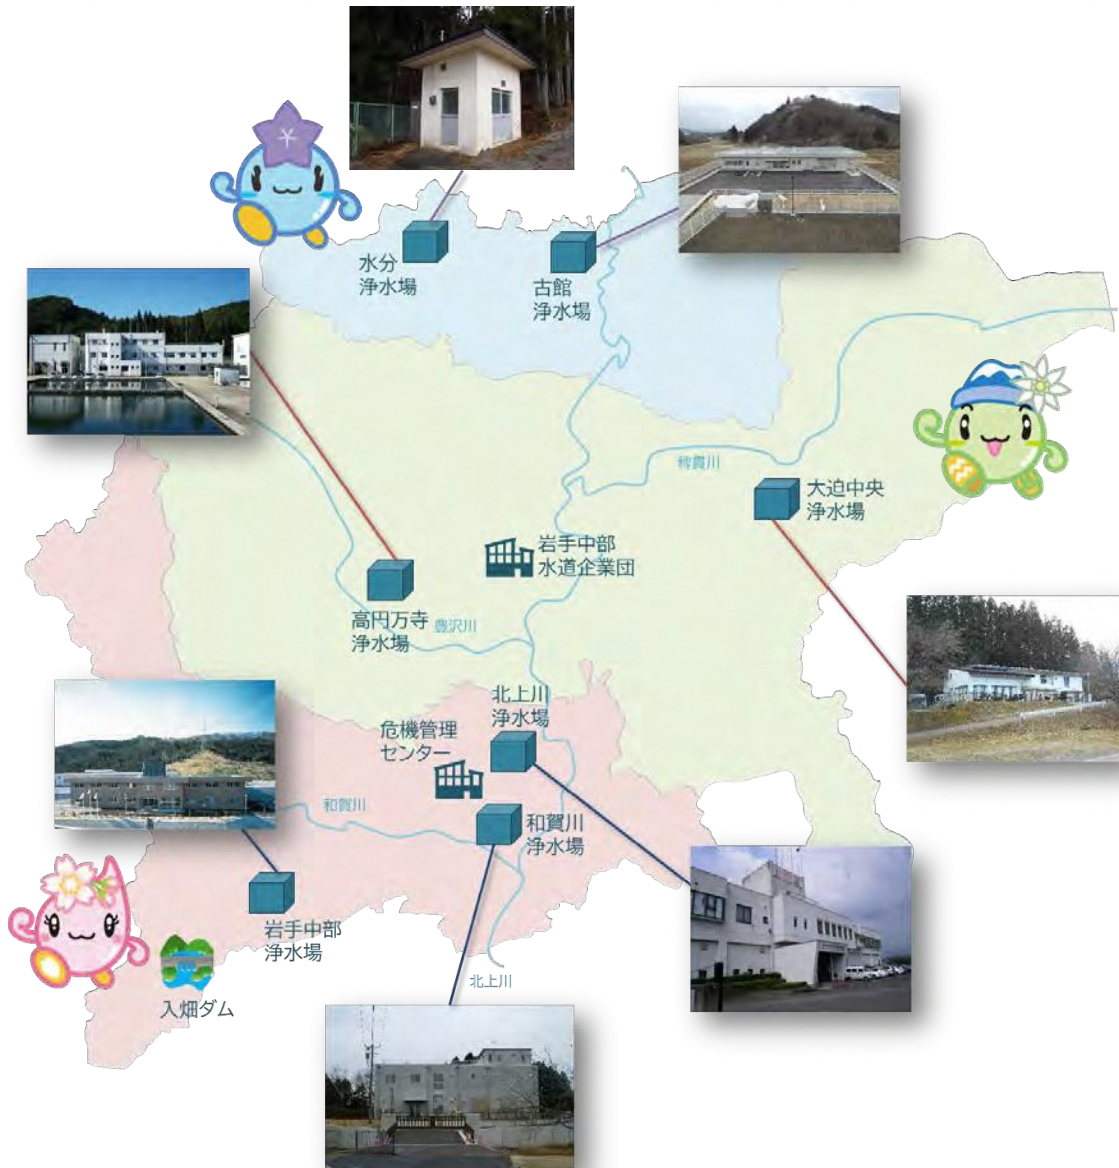 水分
浄水場
古館
浄水場
稗貫川
大迫中央
浄水場
岩手中部
水道企業団
高円万寺
浄水場
豊沢川
北上川
浄水場
危機管理
センター
和賀川
和賀川
浄水場
岩手中部
浄水場
入畑ダム
北上川